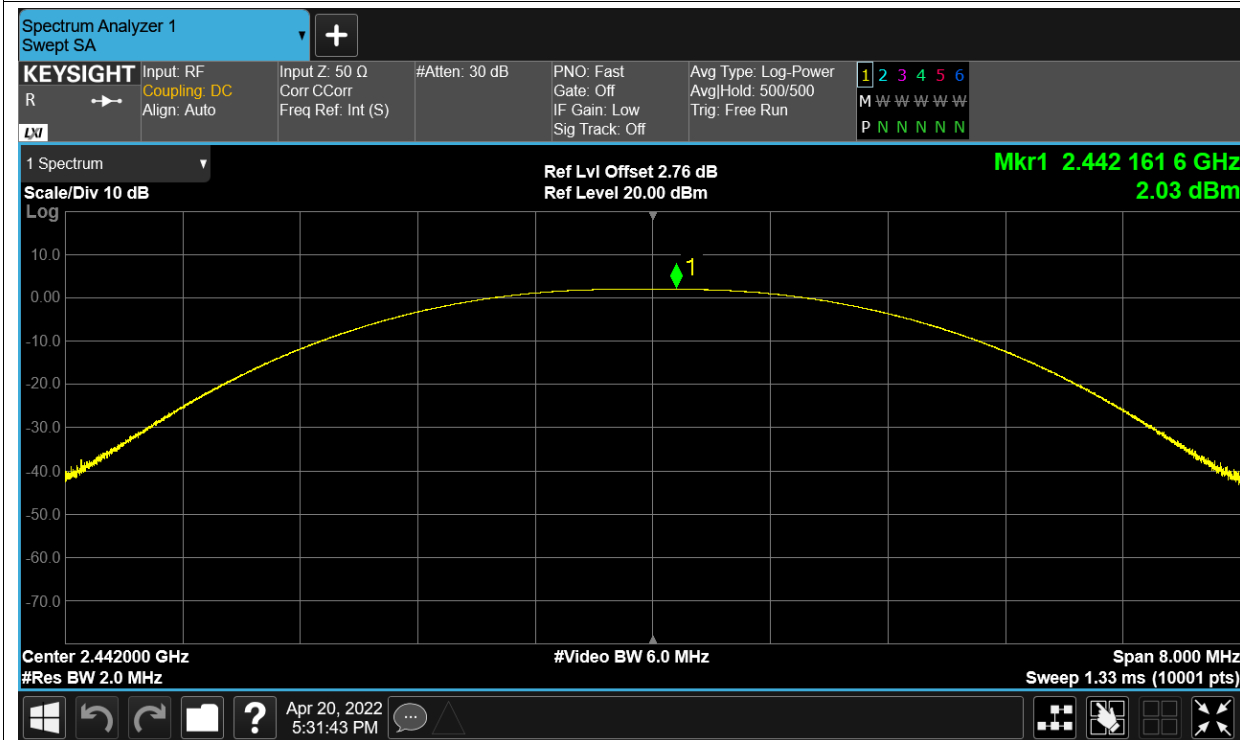 Spectrum Analyzer 1
Swept SA
KEYSIGHT
R
LXI
Input: RF
Coupling: DC
Align: Auto
Input Z: 50 Ω
Corr CCorr
Freq Ref: Int (S)
#Atten: 30 dB
PNO: Fast
Gate: Off
IF Gain: Low
Sig Track: Off
Avg Type: Log-Power
Avg|Hold: 500/500
Trig: Free Run
1 2 3 4 5 6
M W W W W W
P N N N N N
1 Spectrum
Scale/Div 10 dB
Log
Ref Lvl Offset 2.76 dB
Ref Level 20.00 dBm
Mkr1 2.442 161 6 GHz
2.03 dBm
1
10.0
0.00
-10.0
-20.0
-30.0
-40.0
-50.0
-60.0
-70.0
Center 2.442000 GHz
#Res BW 2.0 MHz
#Video BW 6.0 MHz
Span 8.000 MHz
Sweep 1.33 ms (10001 pts)
?
Apr 20, 2022
5:31:43 PM